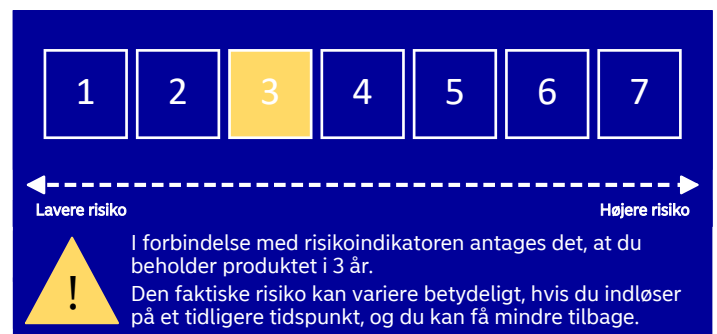 1 2 3 4 5 6 7
Lavere risiko Højere risiko
I forbindelse med risikoindikatoren antages det, at du
beholder produktet i 3 år.
!
Den faktiske risiko kan variere betydeligt, hvis du indløser
på et tidligere tidspunkt, og du kan få mindre tilbage.